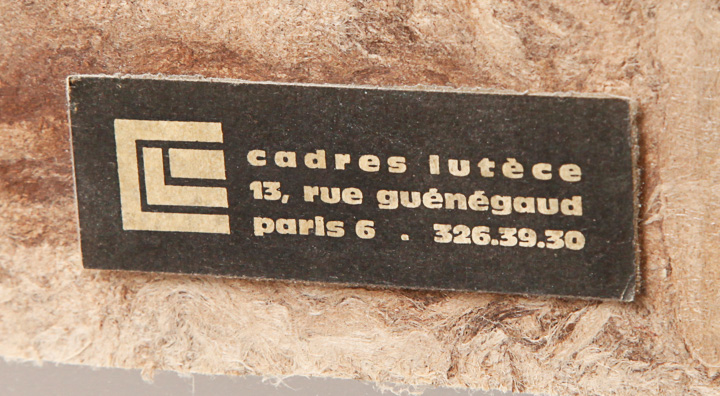 cadres lutèce
13, rue guénégaud
paris 6 . 326.39.30